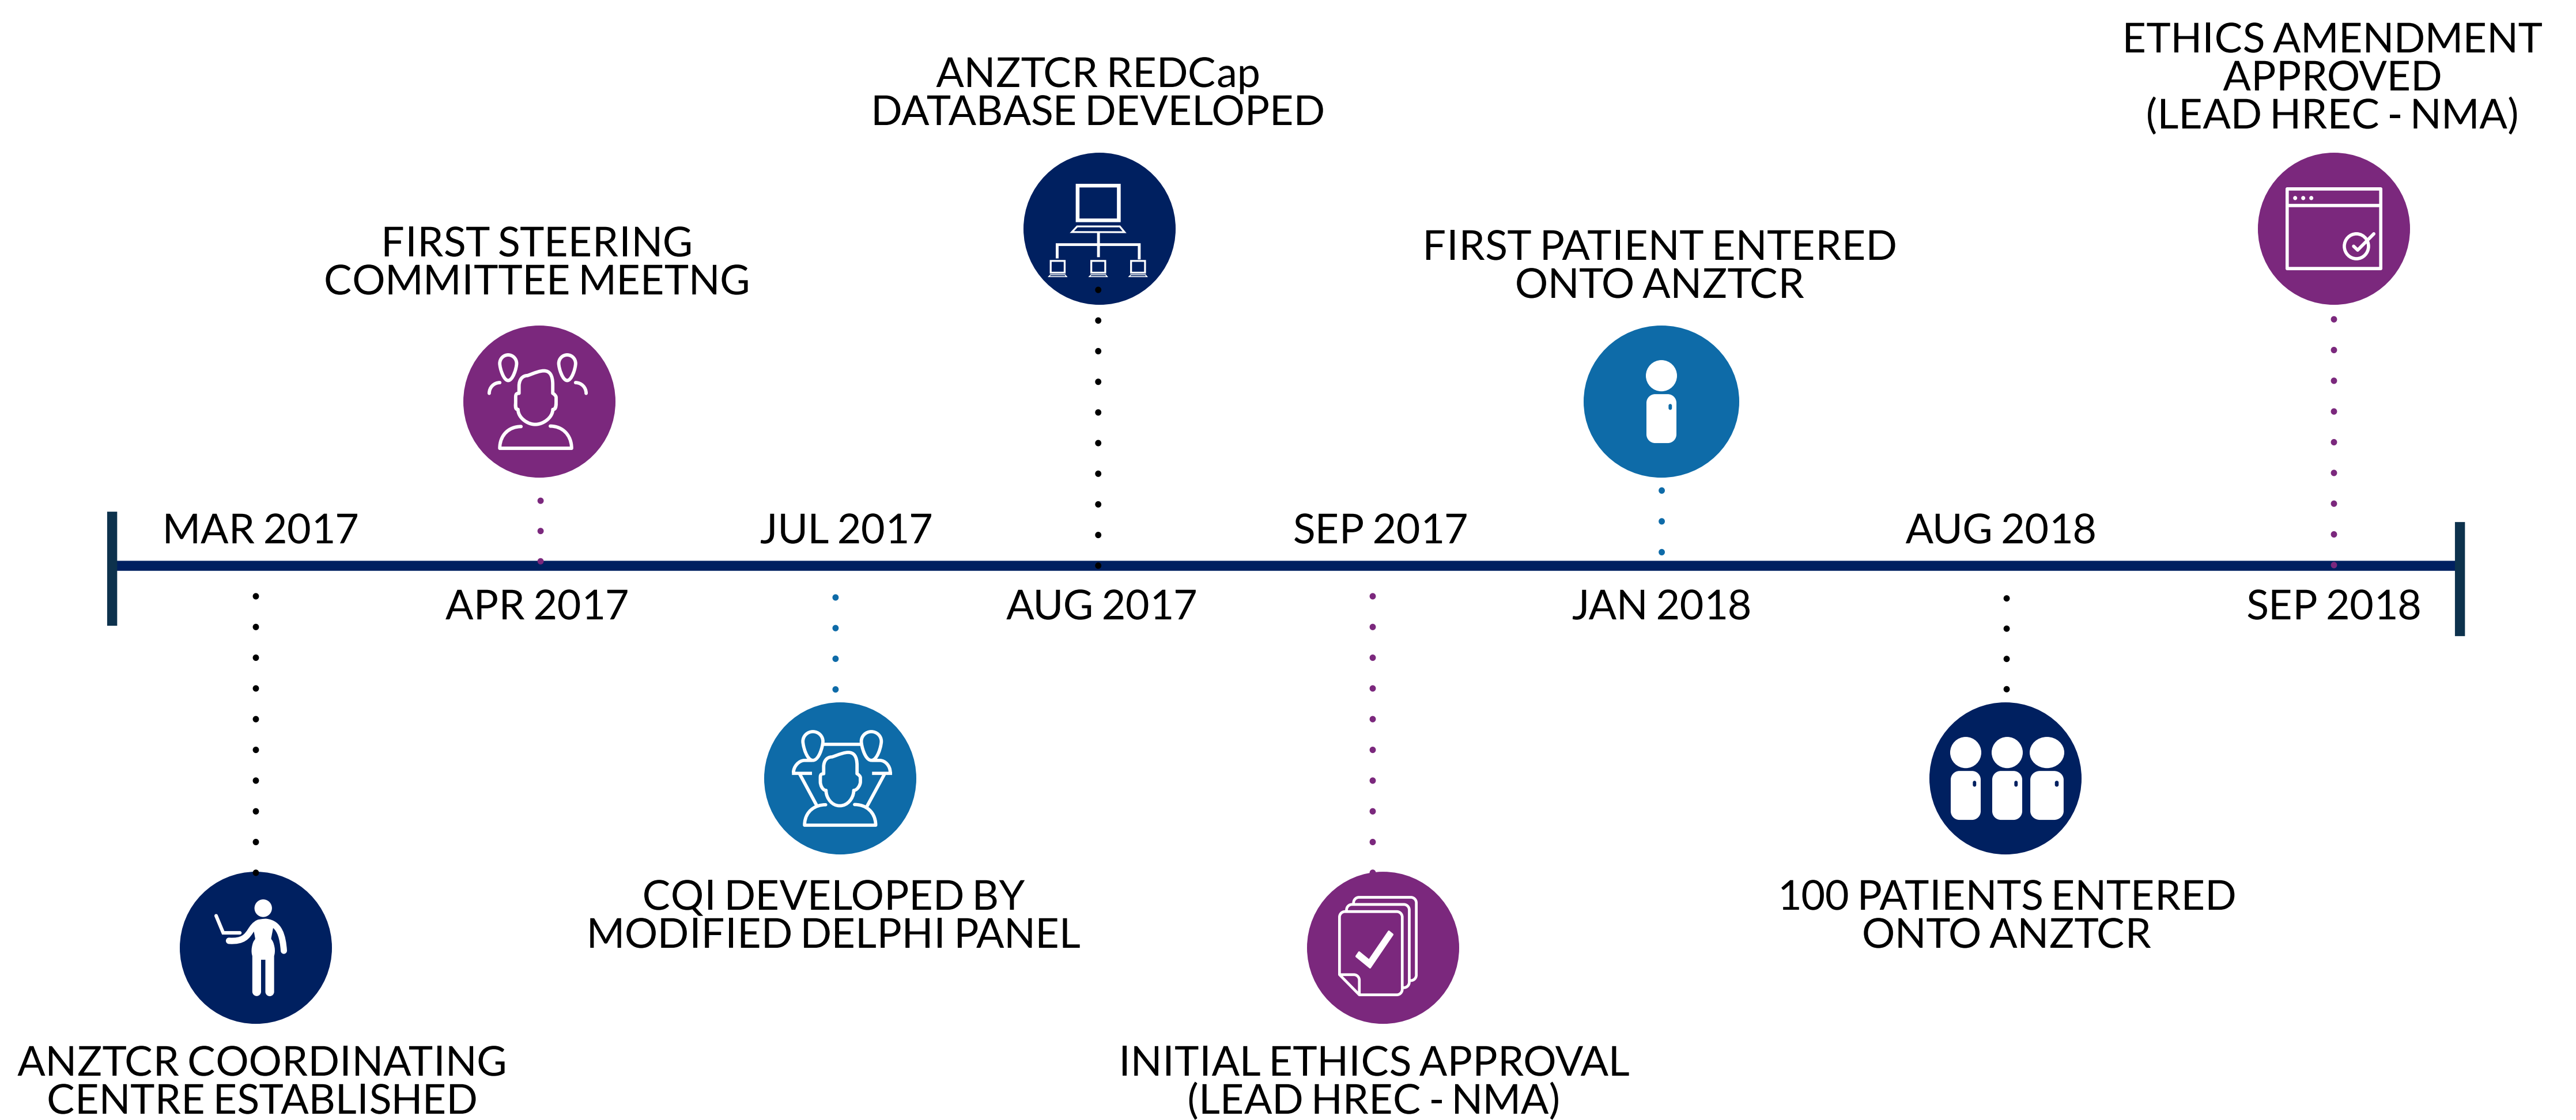 ETHICS AMENDMENT
APPROVED
(LEAD HREC - NMA)
ANZTCR REDCap
DATABASE DEVELOPED
FIRST STEERING
COMMITTEE MEETNG
FIRST PATIENT ENTERED
ONTO ANZTCR
MAR 2017
JUL 2017
SEP 2017
AUG 2018
APR 2017
AUG 2017
JAN 2018
SEP 2018
CQI DEVELOPED BY
MODIFIED DELPHI PANEL
100 PATIENTS ENTERED
ONTO ANZTCR
ANZTCR COORDINATING
CENTRE ESTABLISHED
INITIAL ETHICS APPROVAL
(LEAD HREC - NMA)